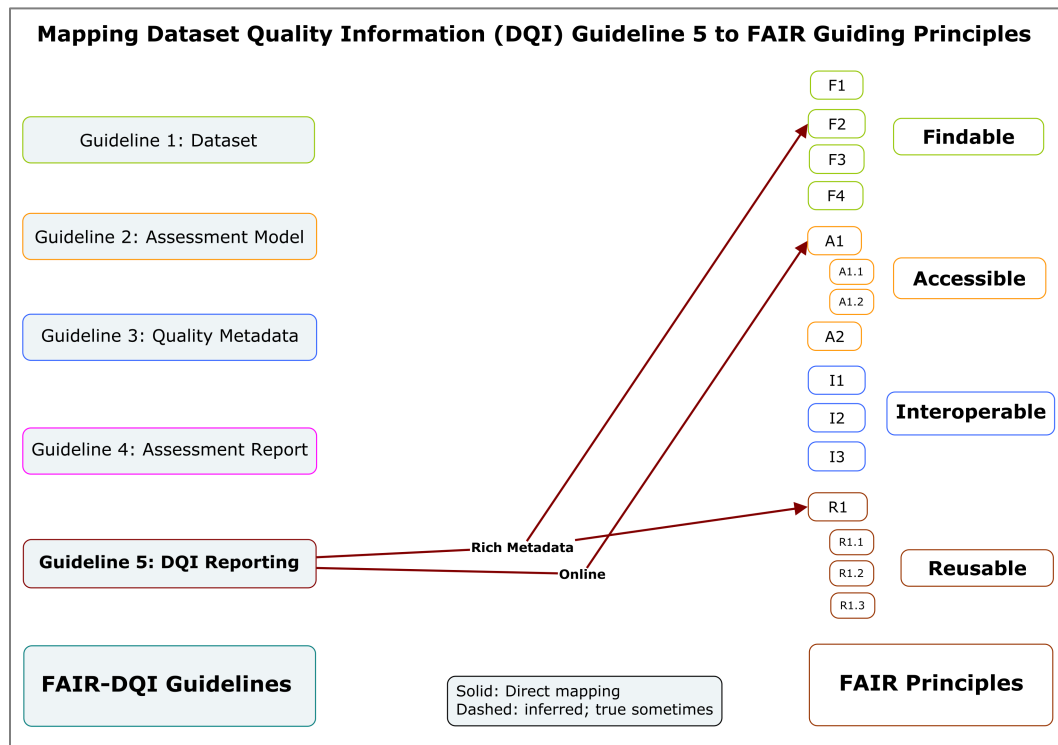 Mapping Dataset Quality Information (DQI) Guideline 5 to FAIR Guiding Principles
Guideline 1: Dataset
Guideline 2: Assessment Model
Guideline 3: Quality Metadata
Guideline 4: Assessment Report
Guideline 5: DQI Reporting
FAIR-DQI Guidelines
Rich Metadata
Online
Solid: Direct mapping
Dashed: inferred; true sometimes
F1
F2
F3
F4
Findable
A1
A1.1
A1.2
A2
Accessible
I1
I2
I3
Interoperable
R1
R1.1
R1.2
R1.3
Reusable
FAIR Principles